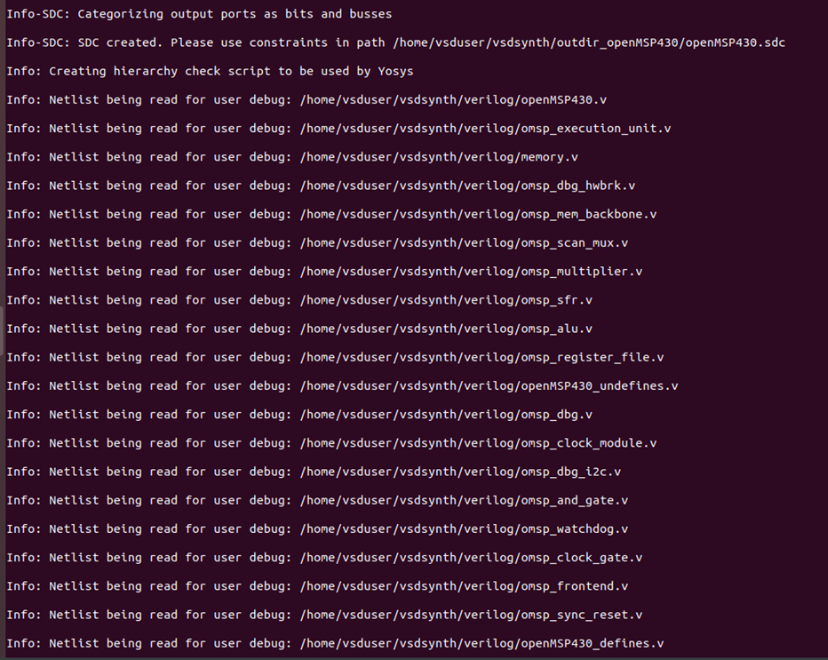 Info-SDC: Categorizing output ports as bits and busses
Info-SDC: SDC created. Please use constraints in path /home/vsduser/vsdsynth/outdir_openMSP430/openMSP430.sdc
Info: Creating hierarchy check script to be used by Yosys
Info: Netlist being read for user debug: /home/vsduser/vsdsynth/verilog/openMSP430.v
Info: Netlist being read for user debug: /home/vsduser/vsdsynth/verilog/omsp_execution_unit.v
Info: Netlist being read for user debug: /home/vsduser/vsdsynth/verilog/memory.v
Info: Netlist being read for user debug: /home/vsduser/vsdsynth/verilog/omsp_dbg_hwbrk.v
Info: Netlist being read for user debug: /home/vsduser/vsdsynth/verilog/omsp_mem_backbone.v
Info: Netlist being read for user debug: /home/vsduser/vsdsynth/verilog/omsp_scan_mux.v
Info: Netlist being read for user debug: /home/vsduser/vsdsynth/verilog/omsp_multiplier.v
Info: Netlist being read for user debug: /home/vsduser/vsdsynth/verilog/omsp_sfr.v
Info: Netlist being read for user debug: /home/vsduser/vsdsynth/verilog/omsp_alu.v
Info: Netlist being read for user debug: /home/vsduser/vsdsynth/verilog/omsp_register_file.v
Info: Netlist being read for user debug: /home/vsduser/vsdsynth/verilog/openMSP430_undefines.v
Info: Netlist being read for user debug: /home/vsduser/vsdsynth/verilog/omsp_dbg.v
Info: Netlist being read for user debug: /home/vsduser/vsdsynth/verilog/omsp_clock_module.v
Info: Netlist being read for user debug: /home/vsduser/vsdsynth/verilog/omsp_dbg_i2c.v
Info: Netlist being read for user debug: /home/vsduser/vsdsynth/verilog/omsp_and_gate.v
Info: Netlist being read for user debug: /home/vsduser/vsdsynth/verilog/omsp_watchdog.v
Info: Netlist being read for user debug: /home/vsduser/vsdsynth/verilog/omsp_clock_gate.v
Info: Netlist being read for user debug: /home/vsduser/vsdsynth/verilog/omsp_frontend.v
Info: Netlist being read for user debug: /home/vsduser/vsdsynth/verilog/omsp_sync_reset.v
Info: Netlist being read for user debug: /home/vsduser/vsdsynth/verilog/openMSP430_defines.v